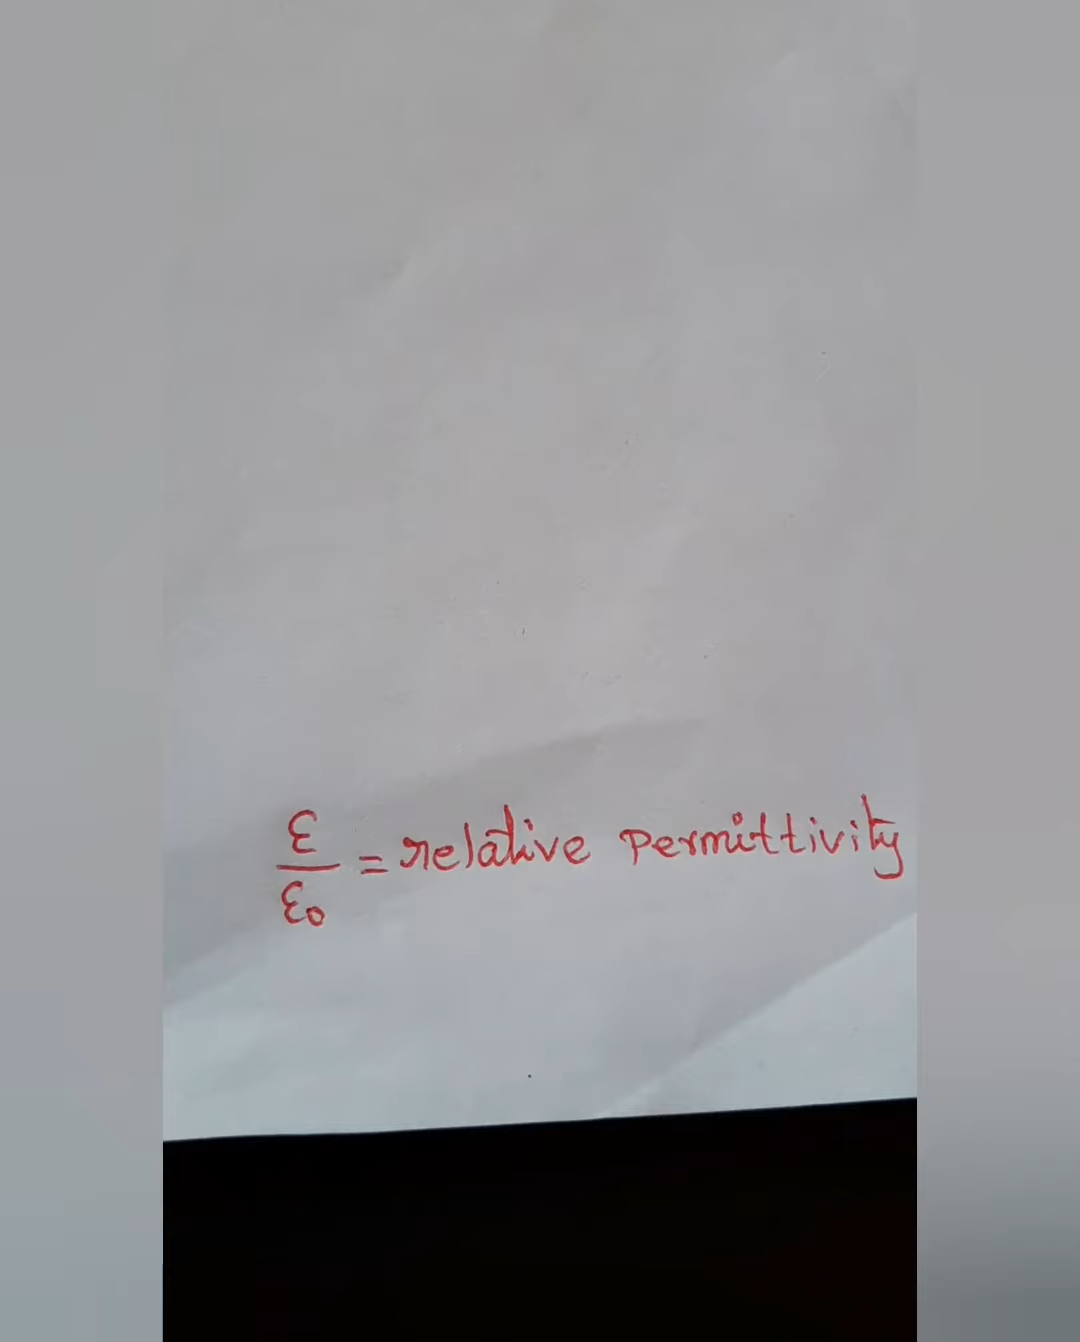 ε/ε₀ = relative permittivity